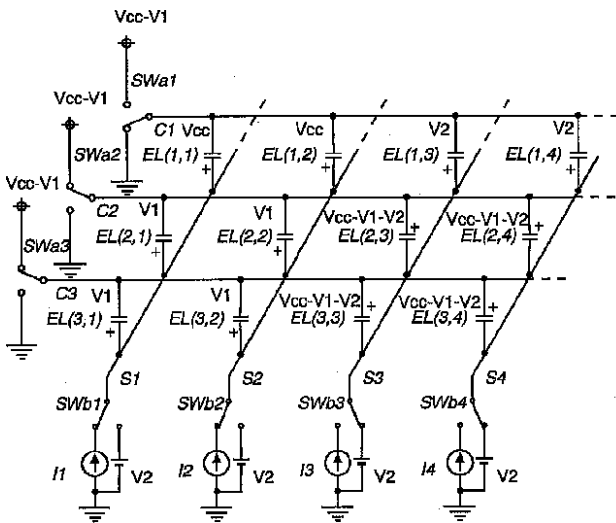 Vcc-V1
SWa1
Vcc-V1
C1 Vcc Vcc V2 V2
SWa2
EL(1,1) + EL(1,2) + EL(1,3) + EL(1,4) +
Vcc-V1
C2 V1 V1 Vcc-V1-V2 + Vcc-V1-V2 +
EL(2,1) + EL(2,2) + EL(2,3) EL(2,4)
SWa3
C3 V1 V1 Vcc-V1-V2 + Vcc-V1-V2 +
EL(3,1) + EL(3,2) + EL(3,3) EL(3,4)
S1 S2 S3 S4
SWb1 SWb2 SWb3 SWb4
I1 V2 I2 V2 I3 V2 I4 V2